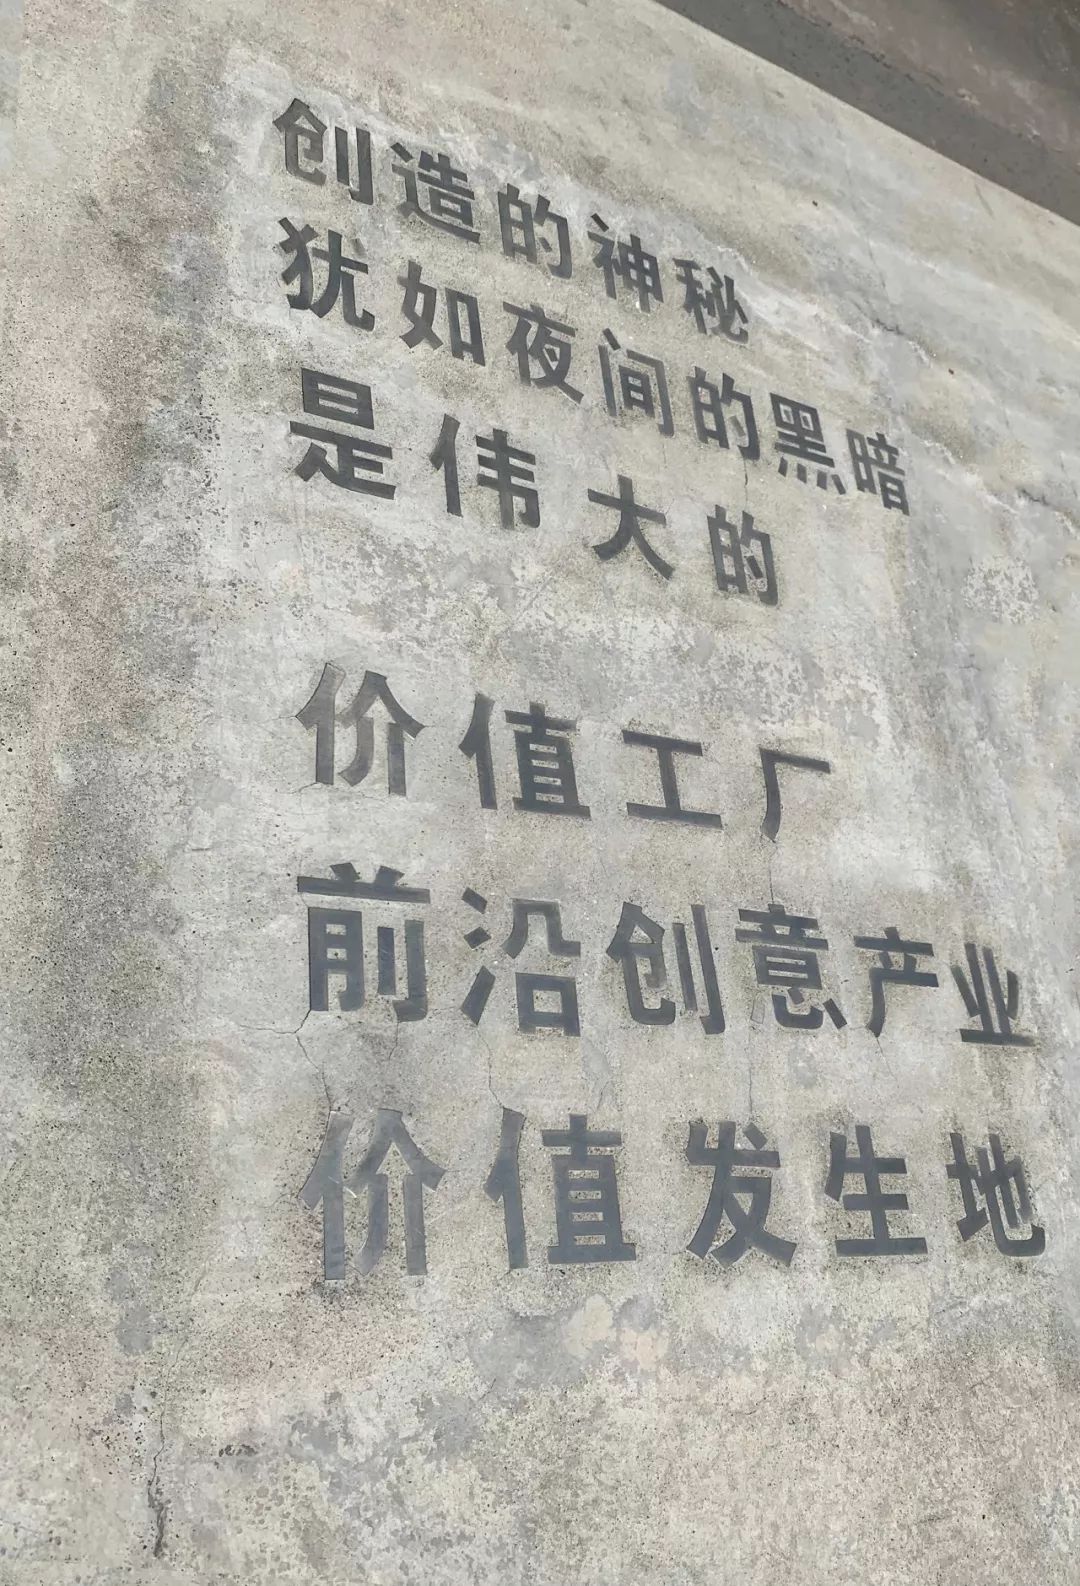 创造的神秘
犹如夜间的黑暗
是伟大的
价值工厂
前沿创意产业
价值发生地